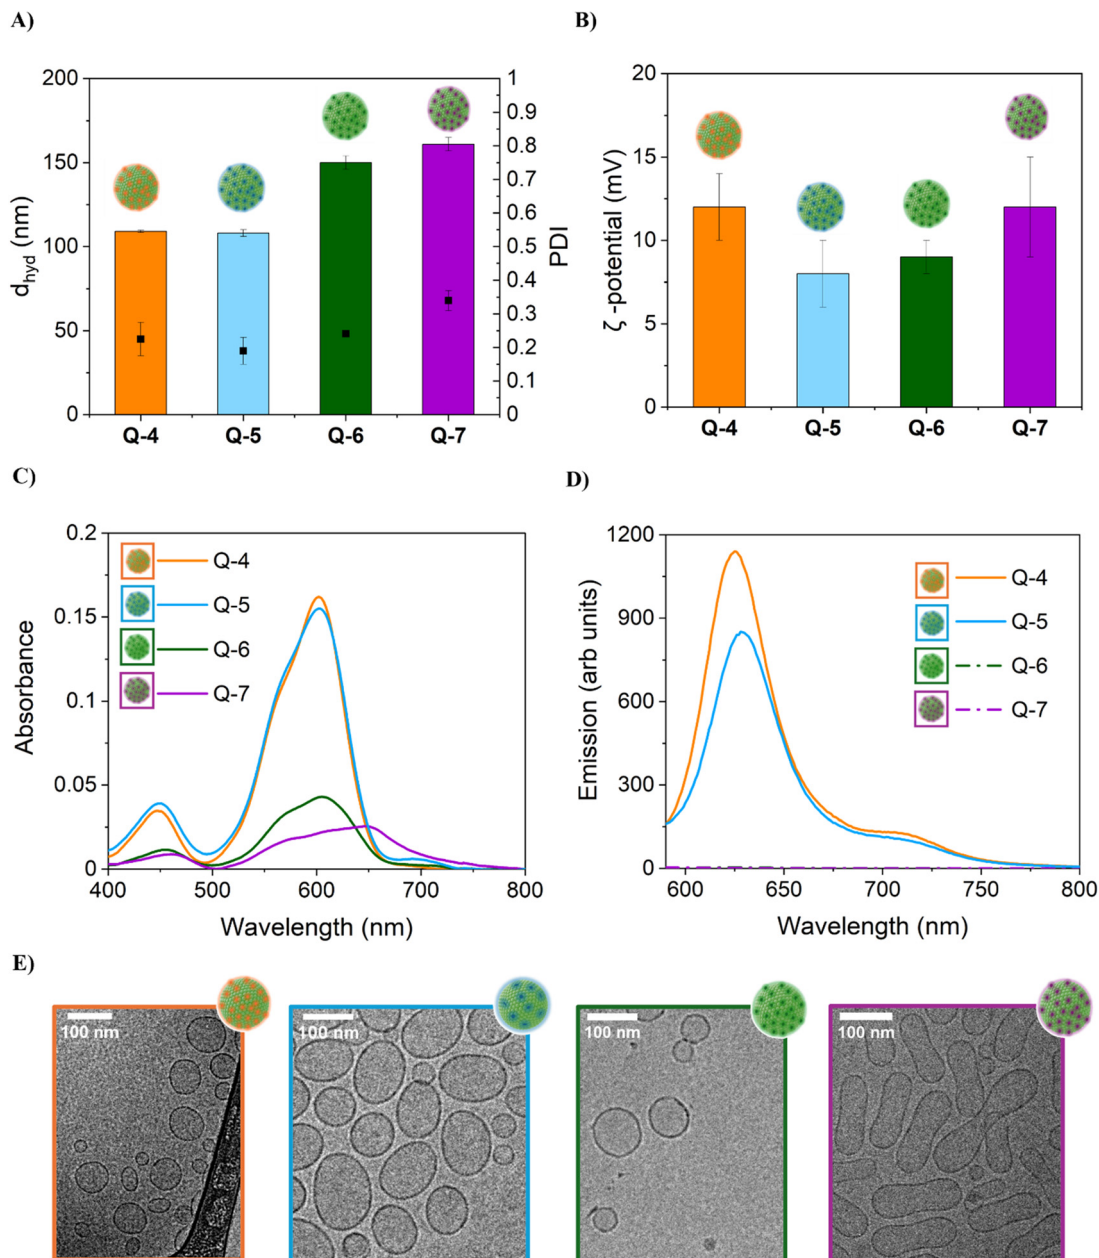 A)
B)
200
150
100
50
0
d_hyd (nm)
1
0.9
0.8
0.7
0.6
0.5
0.4
0.3
0.2
0.1
0
PDI
Q-4 Q-5 Q-6 Q-7
20
15
10
5
0
ζ -potential (mV)
Q-4 Q-5 Q-6 Q-7
C)
D)
0.2
0.15
0.1
0.05
0
Absorbance
Q-4
Q-5
Q-6
Q-7
400 500 600 700 800
Wavelength (nm)
1200
900
600
300
0
Emission (arb units)
Q-4
Q-5
Q-6
Q-7
600 650 700 750 800
Wavelength (nm)
E)
100 nm
100 nm
100 nm
100 nm